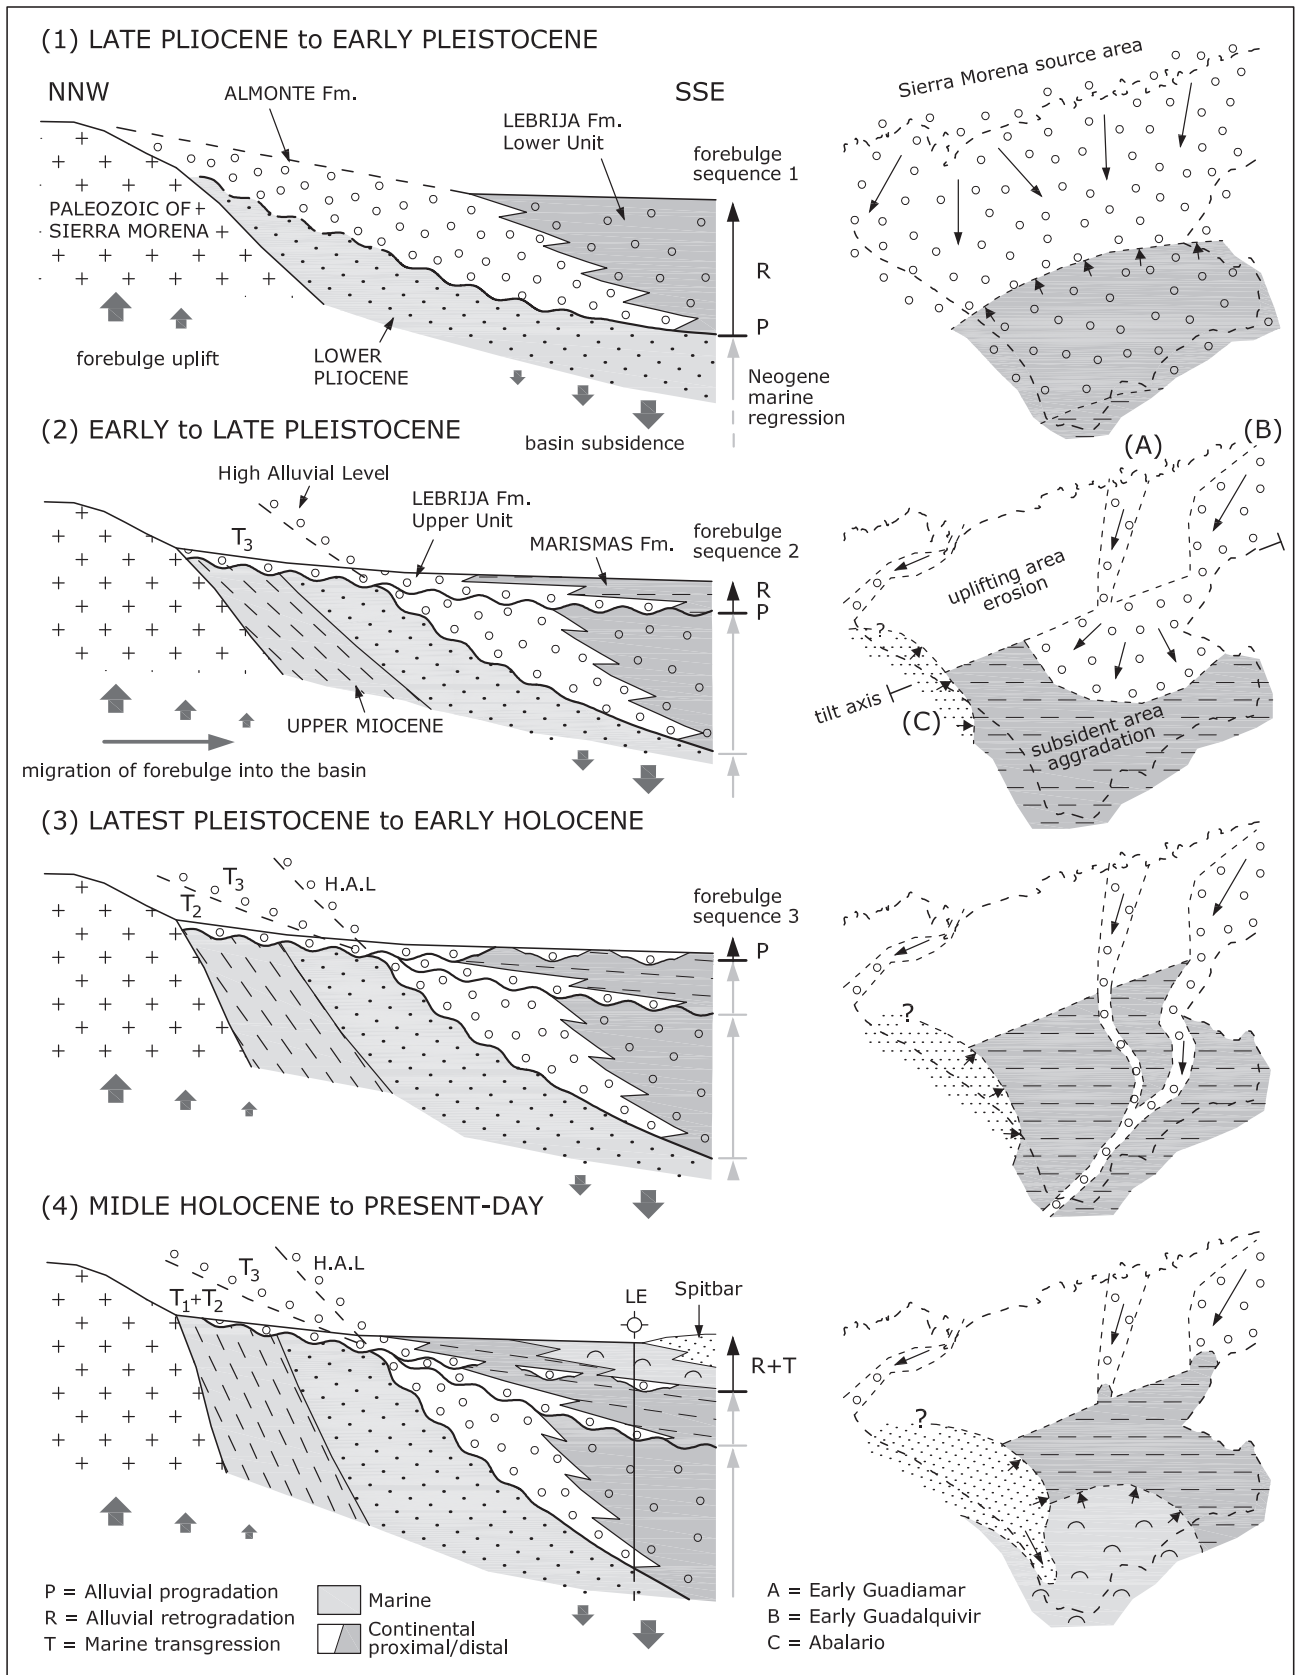 (1) LATE PLIOCENE to EARLY PLEISTOCENE
NNW
ALMONTE Fm.
SSE
LEBRIJA Fm.
Lower Unit
forebulge
sequence 1
PALEOZOIC OF
SIERRA MORENA
R
P
forebulge uplift
LOWER
PLIOCENE
Neogene
marine
regression
basin subsidence
Sierra Morena source area
(2) EARLY to LATE PLEISTOCENE
High Alluvial Level
T3
LEBRIJA Fm.
Upper Unit
MARISMAS Fm.
forebulge
sequence 2
R
P
UPPER MIOCENE
migration of forebulge into the basin
(A)
(B)
uplifting area
erosion
?
tilt axis
(C)
subsident area
aggradation
(3) LATEST PLEISTOCENE to EARLY HOLOCENE
T3
H.A.L
T2
forebulge
sequence 3
P
?
(4) MIDLE HOLOCENE to PRESENT-DAY
T3
H.A.L
T1+T2
LE
Spitbar
R+T
?
P = Alluvial progradation
R = Alluvial retrogradation
T = Marine transgression
Marine
Continental
proximal/distal
A = Early Guadiamar
B = Early Guadalquivir
C = Abalario